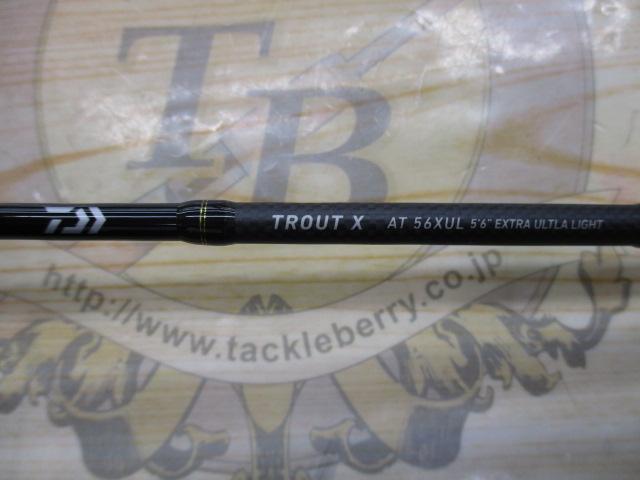 TB
TROUT X AT 56XUL 5'6" EXTRA ULTLA LIGHT
http://www.tackleberry.co.jp